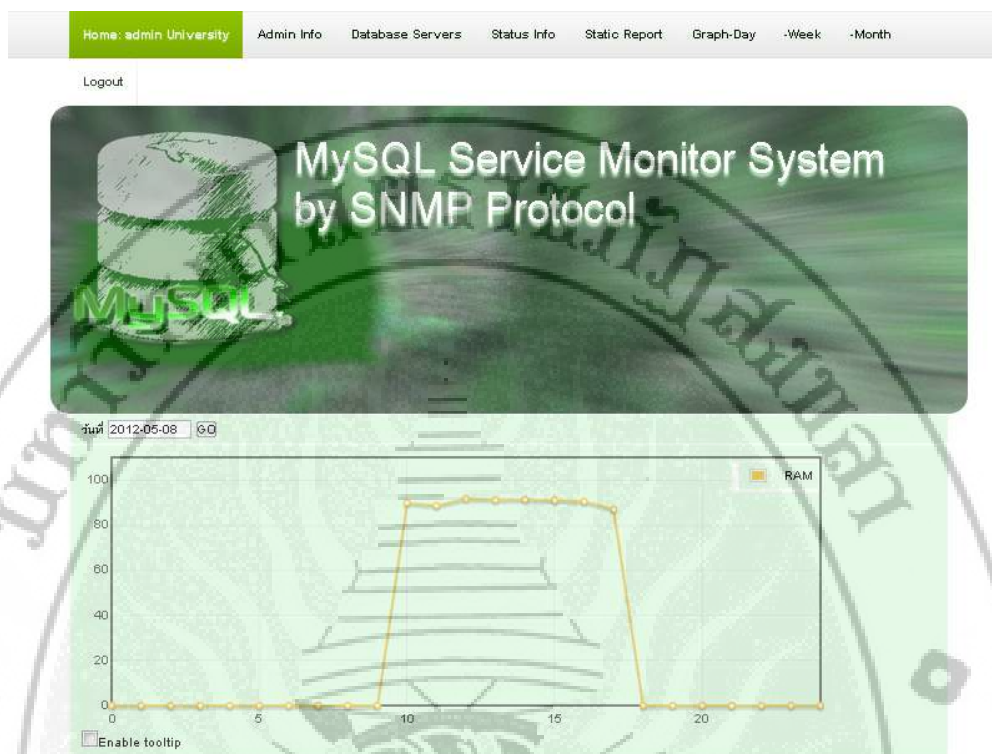 Home: admin University Admin Info Database Servers Status Info Static Report Graph-Day -Week -Month
Logout
MySQL Service Monitor System
by SNMP Protocol
MySQL
วันที่ 2012-05-08 GO
RAM
100
80
60
40
20
0
0 5 10 15 20
Enable tooltip